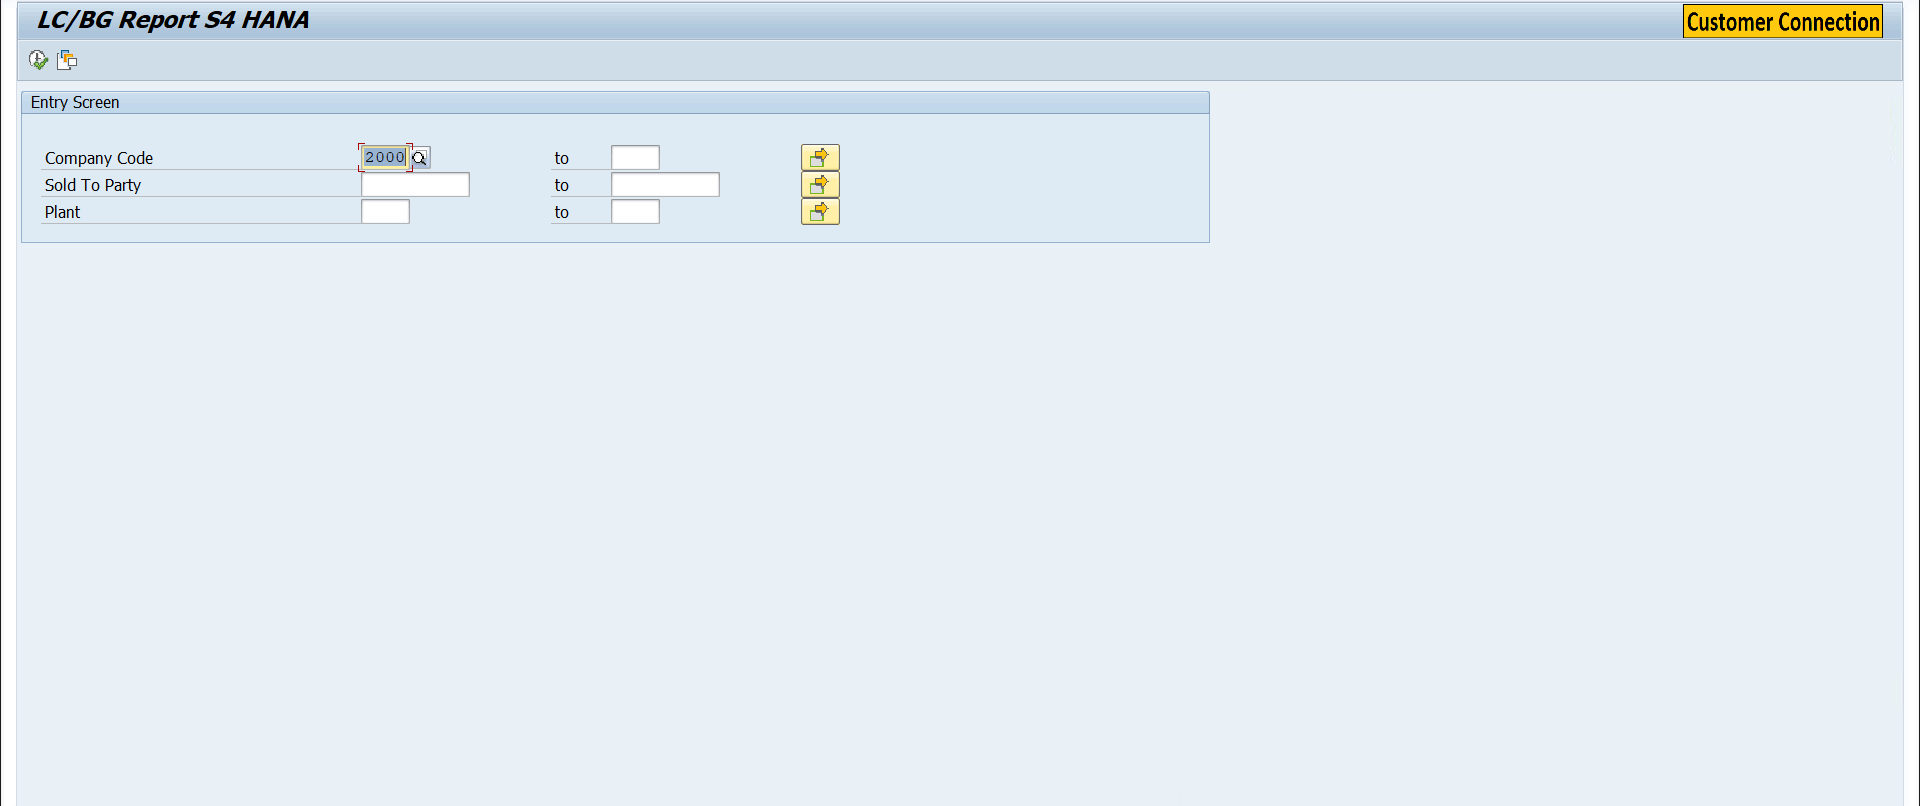 LC/BG Report S4 HANA
Customer Connection
Entry Screen
Company Code 2000 to
Sold To Party to
Plant to